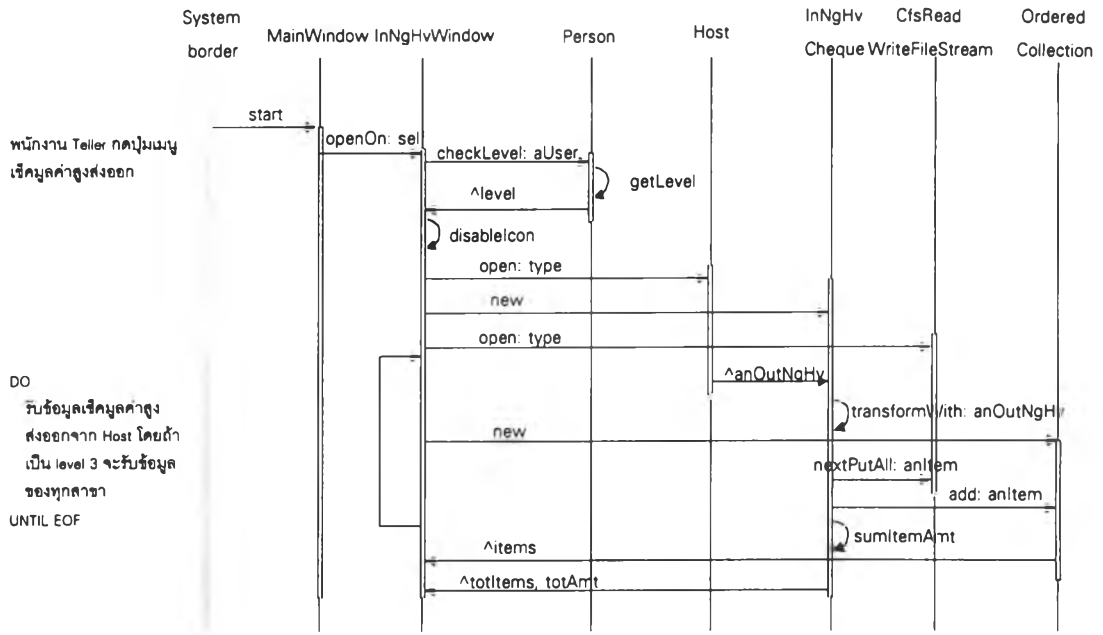 System
border
MainWindow
InNgHvWindow
Person
Host
InNgHv
Cheque
CfsRead
WriteFileStream
Ordered
Collection
start
พนักงาน Teller กดปุ่มเมนู
เช็คมูลค่าสูงส่งออก
openOn: sel
checkLevel: aUser
getLevel
^level
disableIcon
open: type
new
open: type
^anOutNgHv
DO
รับข้อมูลเช็คมูลค่าสูง
ส่งออกจาก Host โดยถ้า
เป็น level 3 จะรับข้อมูล
ของทุกสาขา
UNTIL EOF
transformWith: anOutNgHv
new
nextPutAll: anItem
add: anItem
sumItemAmt
^items
^totItems, totAmt